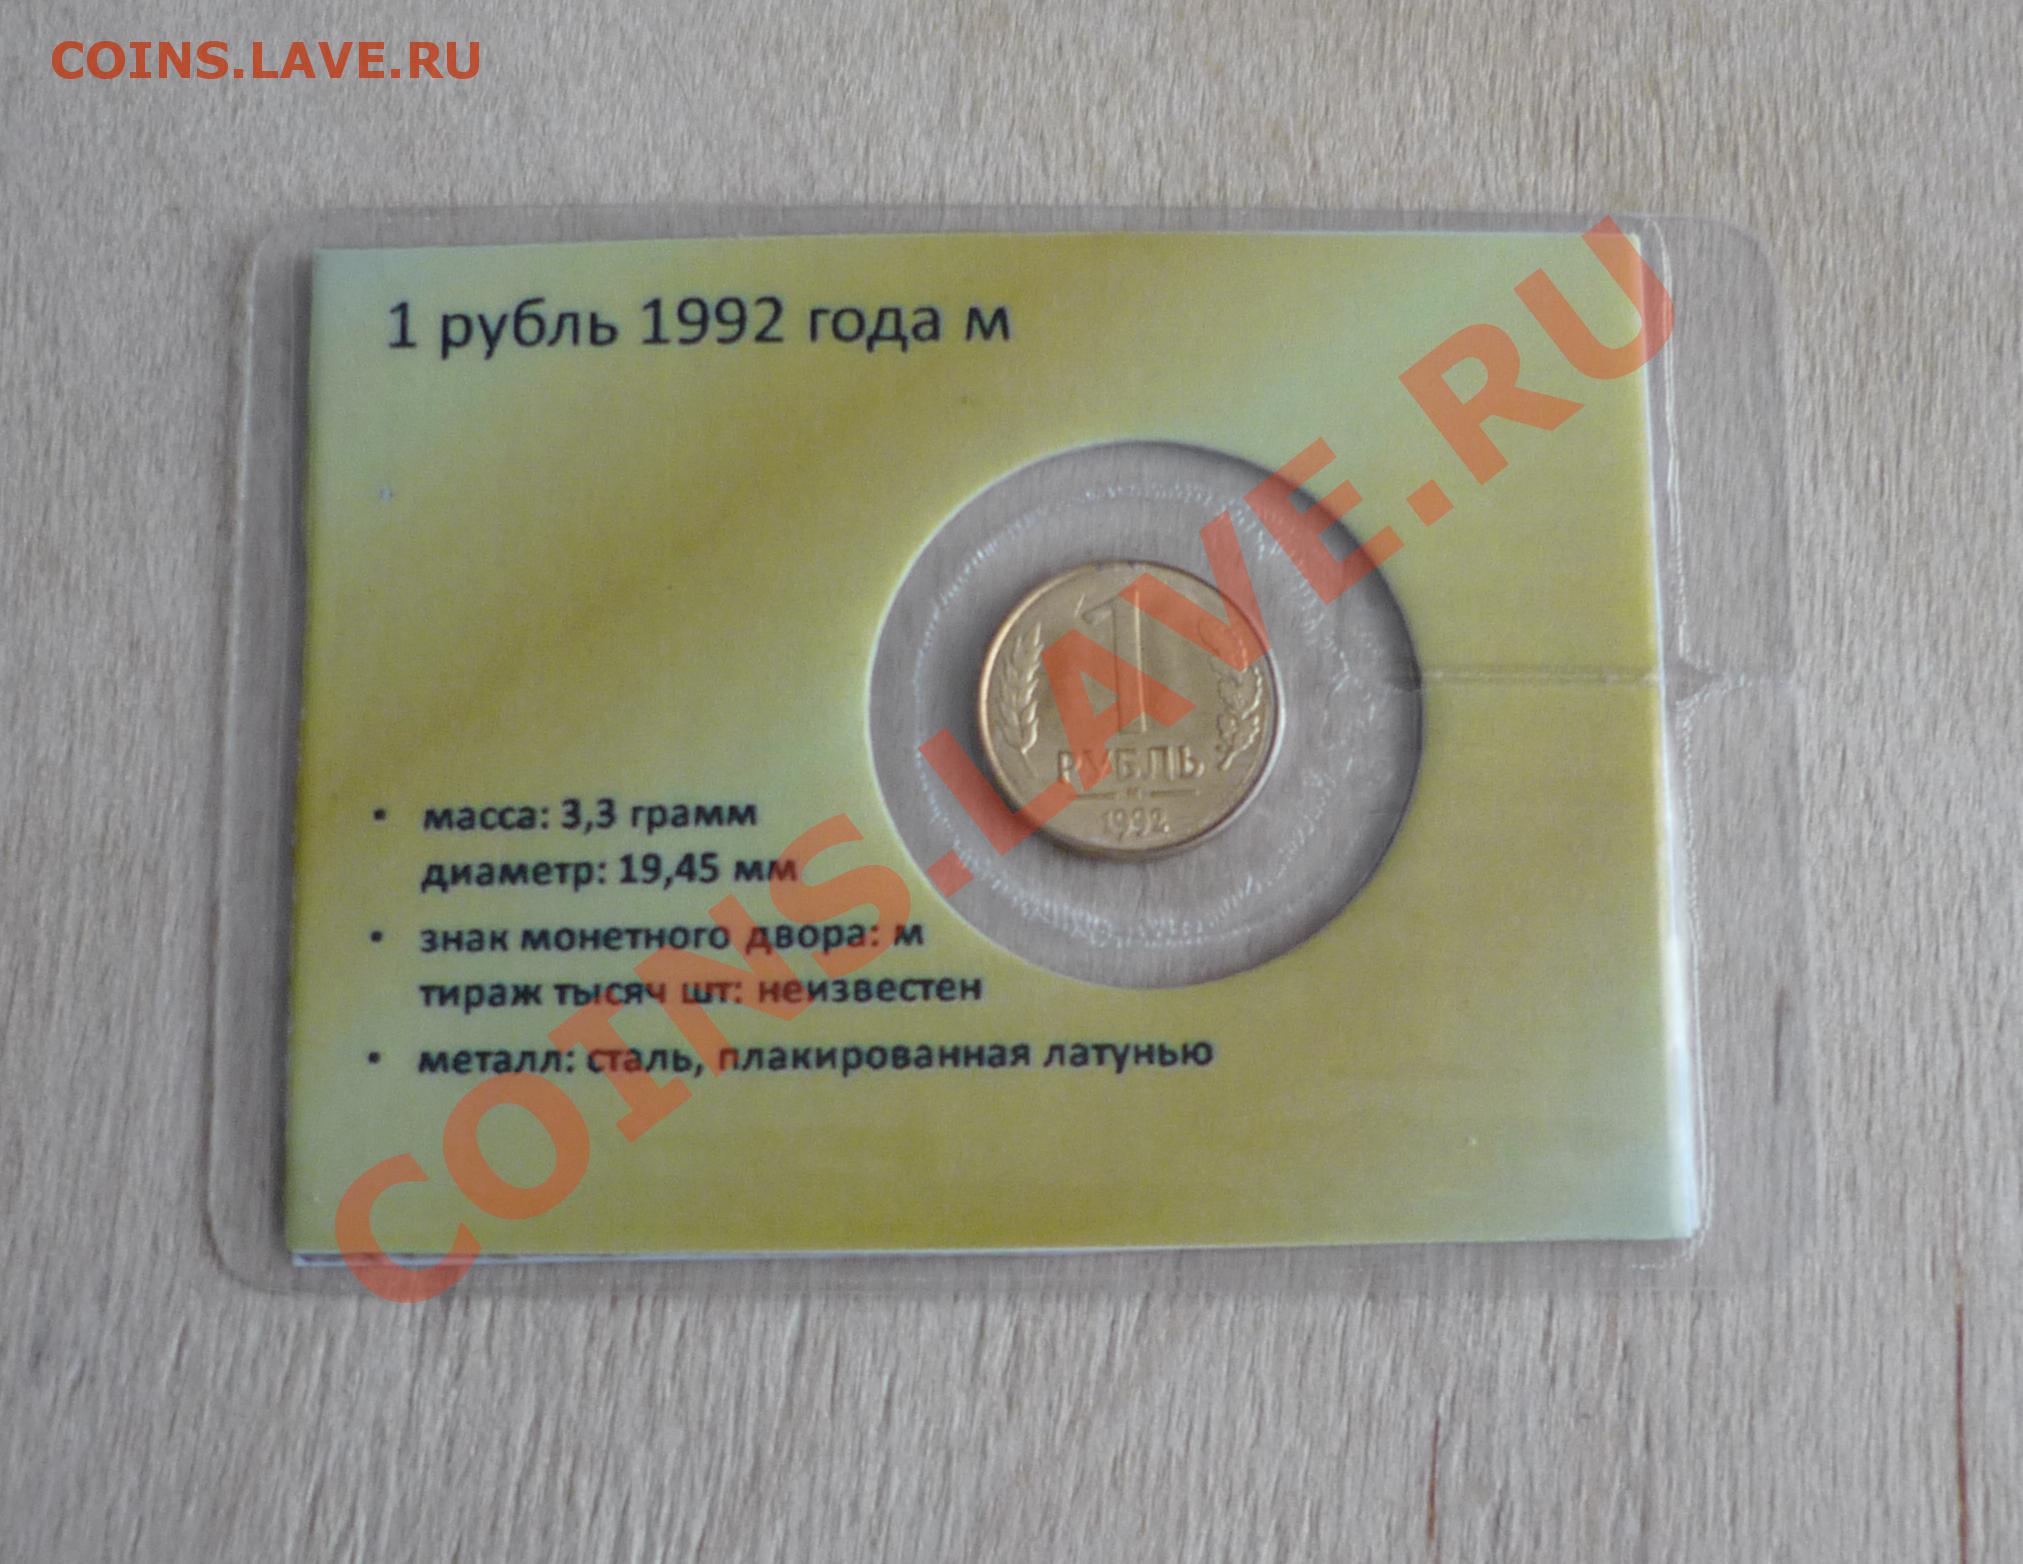 COINS.LAVE.RU
1 рубль 1992 года м
1
РУБЛЬ
м
1992
• масса: 3,3 грамм
диаметр: 19,45 мм
• знак монетного двора: м
тираж тысяч шт: неизвестен
• металл: сталь, плакированная латунью
COINS.LAVE.RU